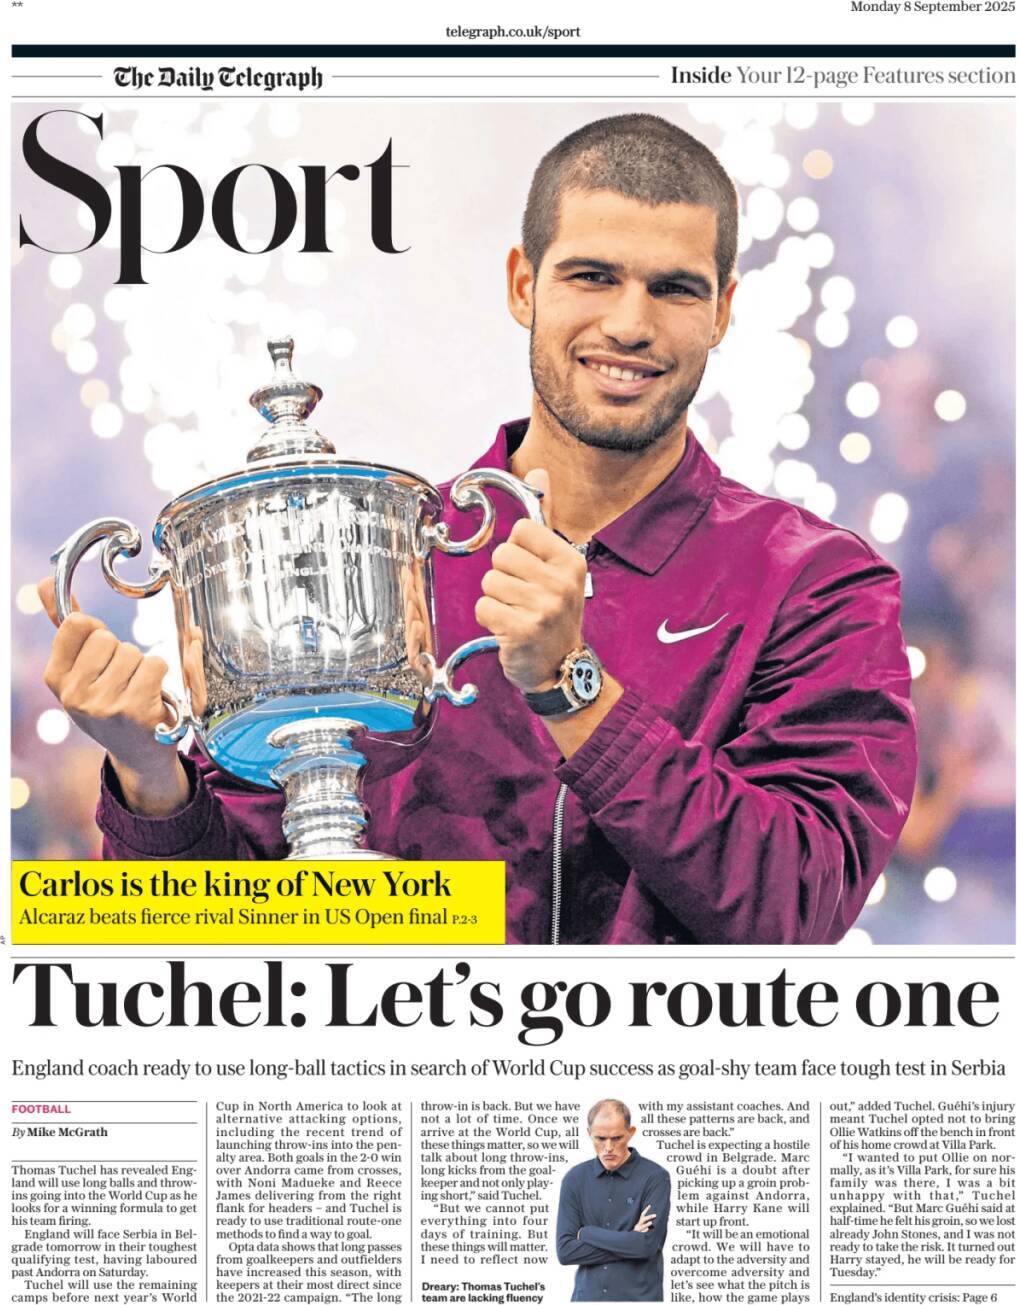 **
Monday 8 September 2025
telegraph.co.uk/sport
The Daily Telegraph
Inside Your 12-page Features section
Sport
Carlos is the king of New York
Alcaraz beats fierce rival Sinner in US Open final P.2-3
AP
Tuchel: Let's go route one
England coach ready to use long-ball tactics in search of World Cup success as goal-shy team face tough test in Serbia
FOOTBALL
By Mike McGrath
Thomas Tuchel has revealed Eng-
land will use long balls and throw-
ins going into the World Cup as he
looks for a winning formula to get
his team firing.
England will face Serbia in Bel-
grade tomorrow in their toughest
qualifying test, having laboured
past Andorra on Saturday.
Tuchel will use the remaining
camps before next year's World
Cup in North America to look at
alternative attacking options,
including the recent trend of
launching throw-ins into the pen-
alty area. Both goals in the 2-0 win
over Andorra came from crosses,
with Noni Madueke and Reece
James delivering from the right
flank for headers – and Tuchel is
ready to use traditional route-one
methods to find a way to goal.
Opta data shows that long passes
from goalkeepers and outfielders
have increased this season, with
keepers at their most direct since
the 2021-22 campaign. “The long
throw-in is back. But we have
not a lot of time. Once we
arrive at the World Cup, all
these things matter, so we will
talk about long throw-ins,
long kicks from the goal-
keeper and not only play-
ing short,” said Tuchel.
“But we cannot put
everything into four
days of training. But
these things will matter.
I need to reflect now
Dreary: Thomas Tuchel's
team are lacking fluency
with my assistant coaches. And
all these patterns are back, and
crosses are back.”
Tuchel is expecting a hostile
crowd in Belgrade. Marc
Guéhi is a doubt after
picking up a groin prob-
lem against Andorra,
while Harry Kane will
start up front.
“It will be an emotional
crowd. We will have to
adapt to the adversity and
overcome adversity and
let's see what the pitch is
like, how the game plays
out,” added Tuchel. Guéhi's injury
meant Tuchel opted not to bring
Ollie Watkins off the bench in front
of his home crowd at Villa Park.
“I wanted to put Ollie on nor-
mally, as it's Villa Park, for sure his
family was there, I was a bit
unhappy with that,” Tuchel
explained. “But Marc Guéhi said at
half-time he felt his groin, so we lost
already John Stones, and I was not
ready to take the risk. It turned out
Harry stayed, he will be ready for
Tuesday.”
England's identity crisis: Page 6